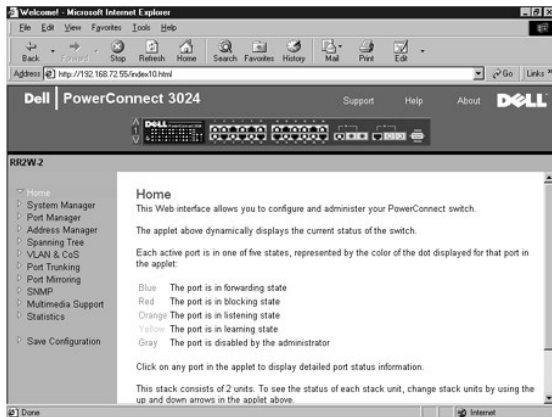 Welcome! - Microsoft Internet Explorer
File Edit View Favorites Tools Help
Back Forward Stop Refresh Home Search Favorites History Mail Print Edit
Address http://192.168.72.55/index10.html Go Links »
Dell | PowerConnect 3024 Support Help About DELL
1 DELL
RR2W-2
Home
System Manager
Port Manager
Address Manager
Spanning Tree
VLAN & CoS
Port Trunking
Port Mirroring
SNMP
Multimedia Support
Statistics
Save Configuration
Home
This Web interface allows you to configure and administer your PowerConnect switch.
The applet above dynamically displays the current status of the switch.
Each active port is in one of five states, represented by the color of the dot displayed for that port in
the applet:
Blue The port is in forwarding state
Red The port is in blocking state
Orange The port is in listening state
Yellow The port is in learning state
Gray The port is disabled by the administrator
Click on any port in the applet to display detailed port status information.
This stack consists of 2 units. To see the status of each stack unit, change stack units by using the
up and down arrows in the applet above.
Done Internet